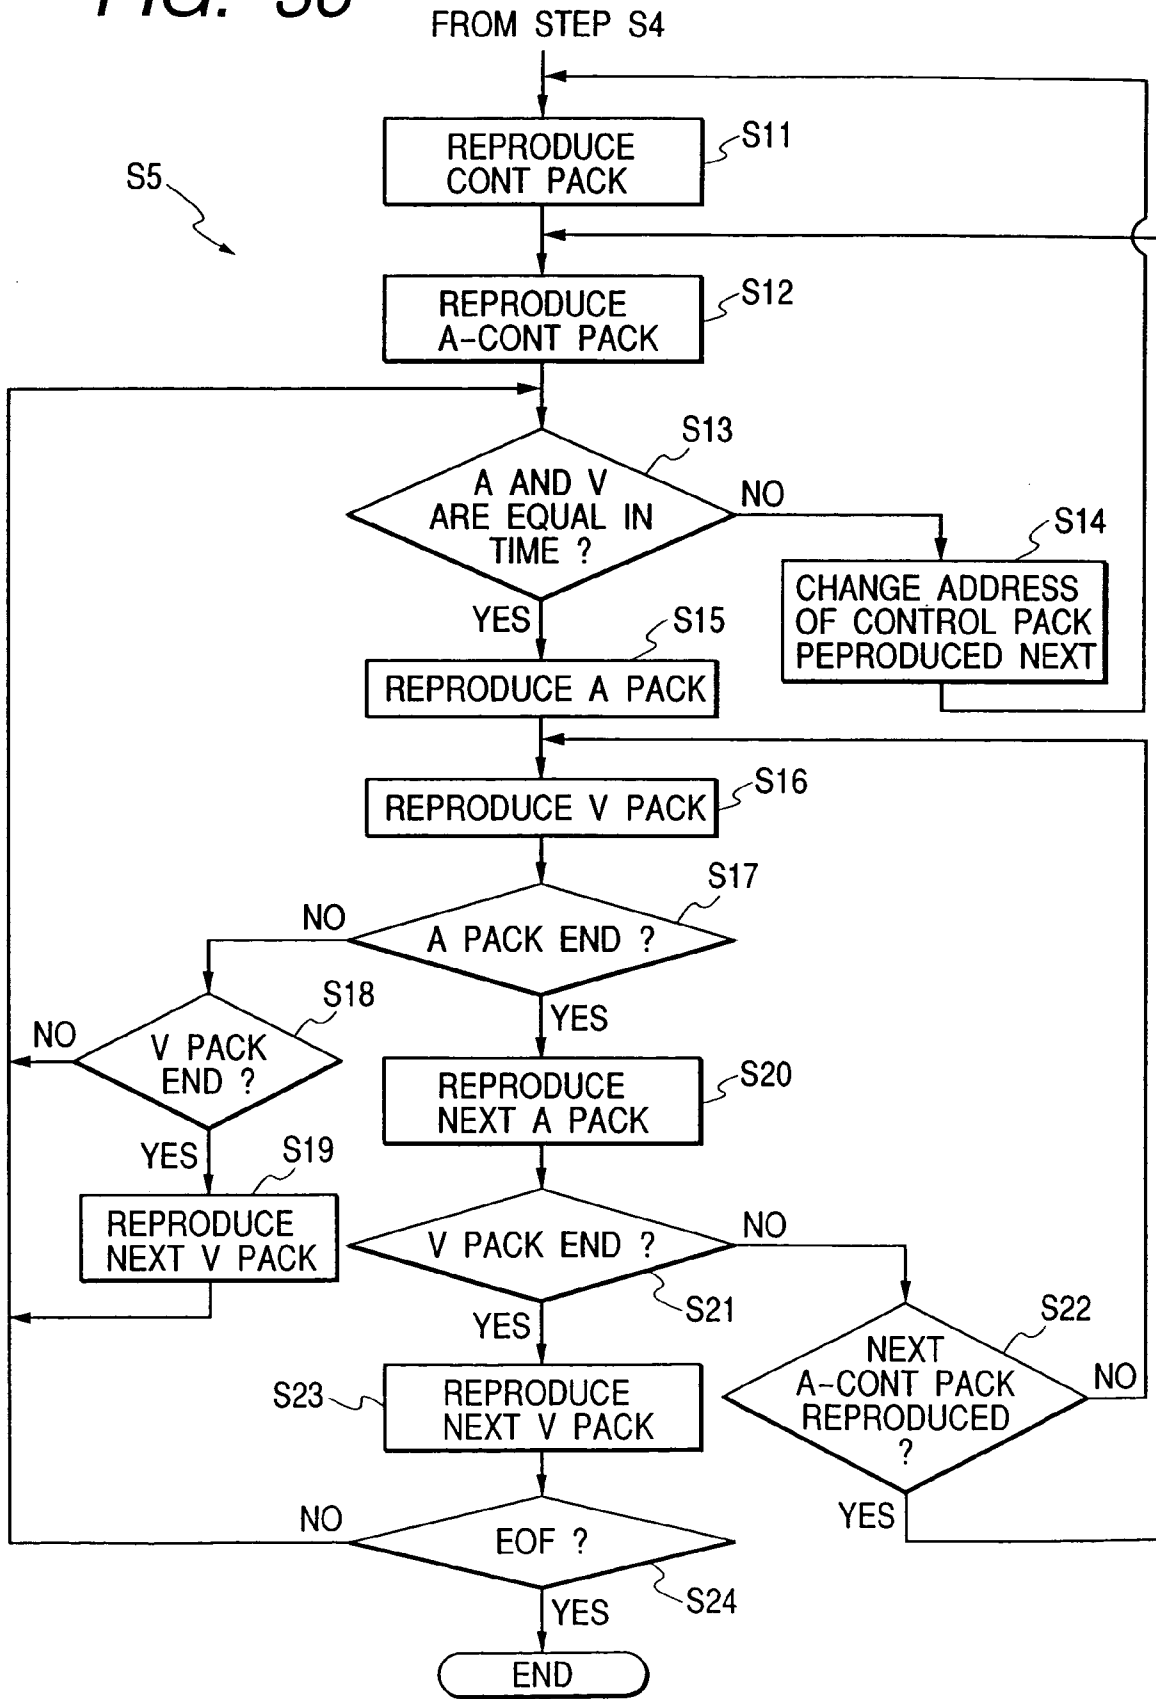 FIG. 30
FROM STEP S4
REPRODUCE
CONT PACK
S11
S5
REPRODUCE
A-CONT PACK
S12
S13
A AND V
ARE EQUAL IN
TIME ?
NO
S14
CHANGE ADDRESS
OF CONTROL PACK
PEPRODUCED NEXT
YES
S15
REPRODUCE A PACK
REPRODUCE V PACK
S16
S17
A PACK END ?
NO
YES
S18
V PACK
END ?
NO
YES
S19
REPRODUCE
NEXT V PACK
REPRODUCE
NEXT A PACK
S20
V PACK END ?
NO
S21
YES
S22
NEXT
A-CONT PACK
REPRODUCED
?
NO
YES
S23
REPRODUCE
NEXT V PACK
EOF ?
NO
S24
YES
END